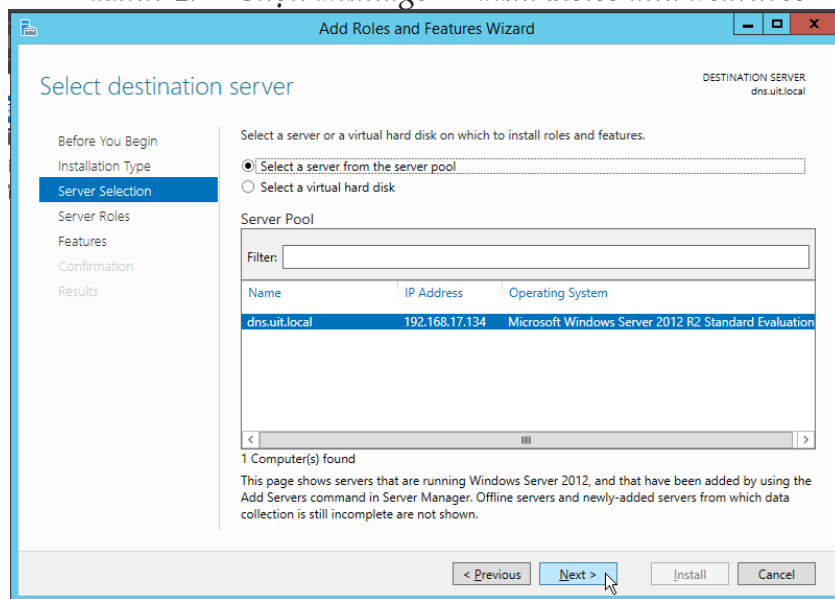 Add Roles and Features Wizard
Select destination server
DESTINATION SERVER
dns.uit.local
Before You Begin
Installation Type
Server Selection
Server Roles
Features
Confirmation
Results
Select a server or a virtual hard disk on which to install roles and features.
Select a server from the server pool
Select a virtual hard disk
Server Pool
Filter:
Name IP Address Operating System
dns.uit.local 192.168.17.134 Microsoft Windows Server 2012 R2 Standard Evaluation
1 Computer(s) found
This page shows servers that are running Windows Server 2012, and that have been added by using the
Add Servers command in Server Manager. Offline servers and newly-added servers from which data
collection is still incomplete are not shown.
< Previous Next > Install Cancel